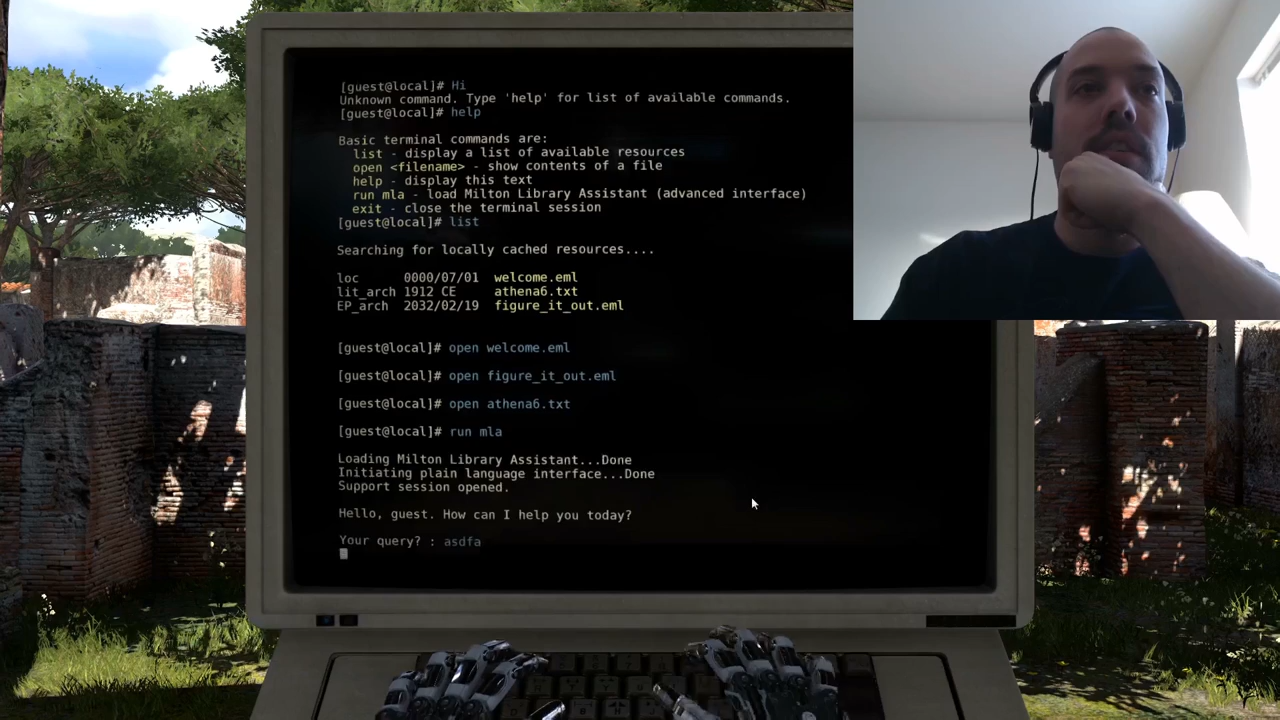 [guest@local]# Hi
Unknown command. Type 'help' for list of available commands.
[guest@local]# help
Basic terminal commands are:
list - display a list of available resources
open <filename> - show contents of a file
help - display this text
run mla - load Milton Library Assistant (advanced interface)
exit - close the terminal session
[guest@local]# list
Searching for locally cached resources....
loc 0000/07/01 welcome.eml
lit_arch 1912 CE athena6.txt
EP_arch 2032/02/19 figure_it_out.eml
[guest@local]# open welcome.eml
[guest@local]# open figure_it_out.eml
[guest@local]# open athena6.txt
[guest@local]# run mla
Loading Milton Library Assistant...Done
Initiating plain language interface...Done
Support session opened.
Hello, guest. How can I help you today?
Your query? : asdfa